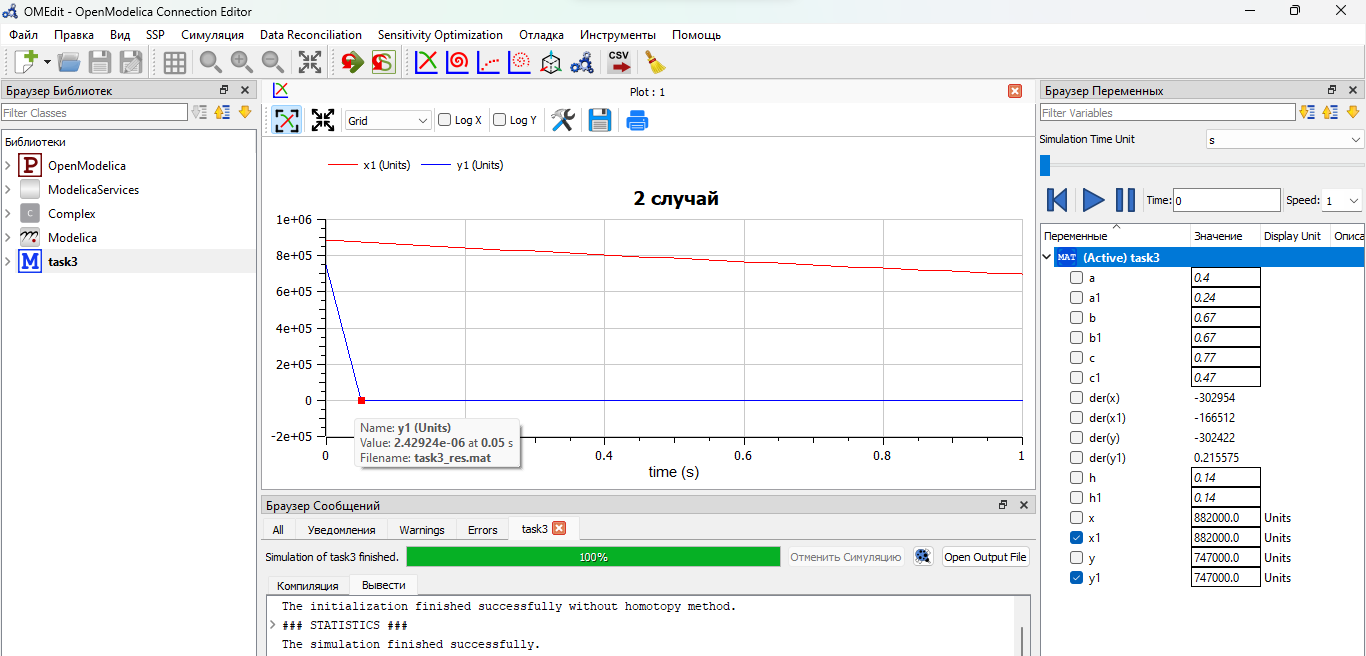 OMEdit - OpenModelica Connection Editor
Файл Правка Вид SSP Симуляция Data Reconciliation Sensitivity Optimization Отладка Инструменты Помощь
CSV
Браузер Библиотек
Filter Classes
Библиотеки
P OpenModelica
ModelicaServices
C Complex
Modelica
M task3
Plot : 1
Grid Log X Log Y
x1 (Units) y1 (Units)
2 случай
1e+06
8e+05
6e+05
4e+05
2e+05
0
-2e+05
0 0.4 0.6 0.8 1
time (s)
Name: y1 (Units)
Value: 2.42924e-06 at 0.05 s
Filename: task3_res.mat
Браузер Сообщений
All Уведомления Warnings Errors task3
Simulation of task3 finished. 100% Отменить Симуляцию Open Output File
Компиляция Вывести
The initialization finished successfully without homotopy method.
### STATISTICS ###
The simulation finished successfully.
Браузер Переменных
Filter Variables
Simulation Time Unit s
Time: 0 Speed: 1
Переменные Значение Display Unit Описа
MAT (Active) task3
a 0.4
a1 0.24
b 0.67
b1 0.67
c 0.77
c1 0.47
der(x) -302954
der(x1) -166512
der(y) -302422
der(y1) 0.215575
h 0.14
h1 0.14
x 882000.0 Units
x1 882000.0 Units
y 747000.0 Units
y1 747000.0 Units